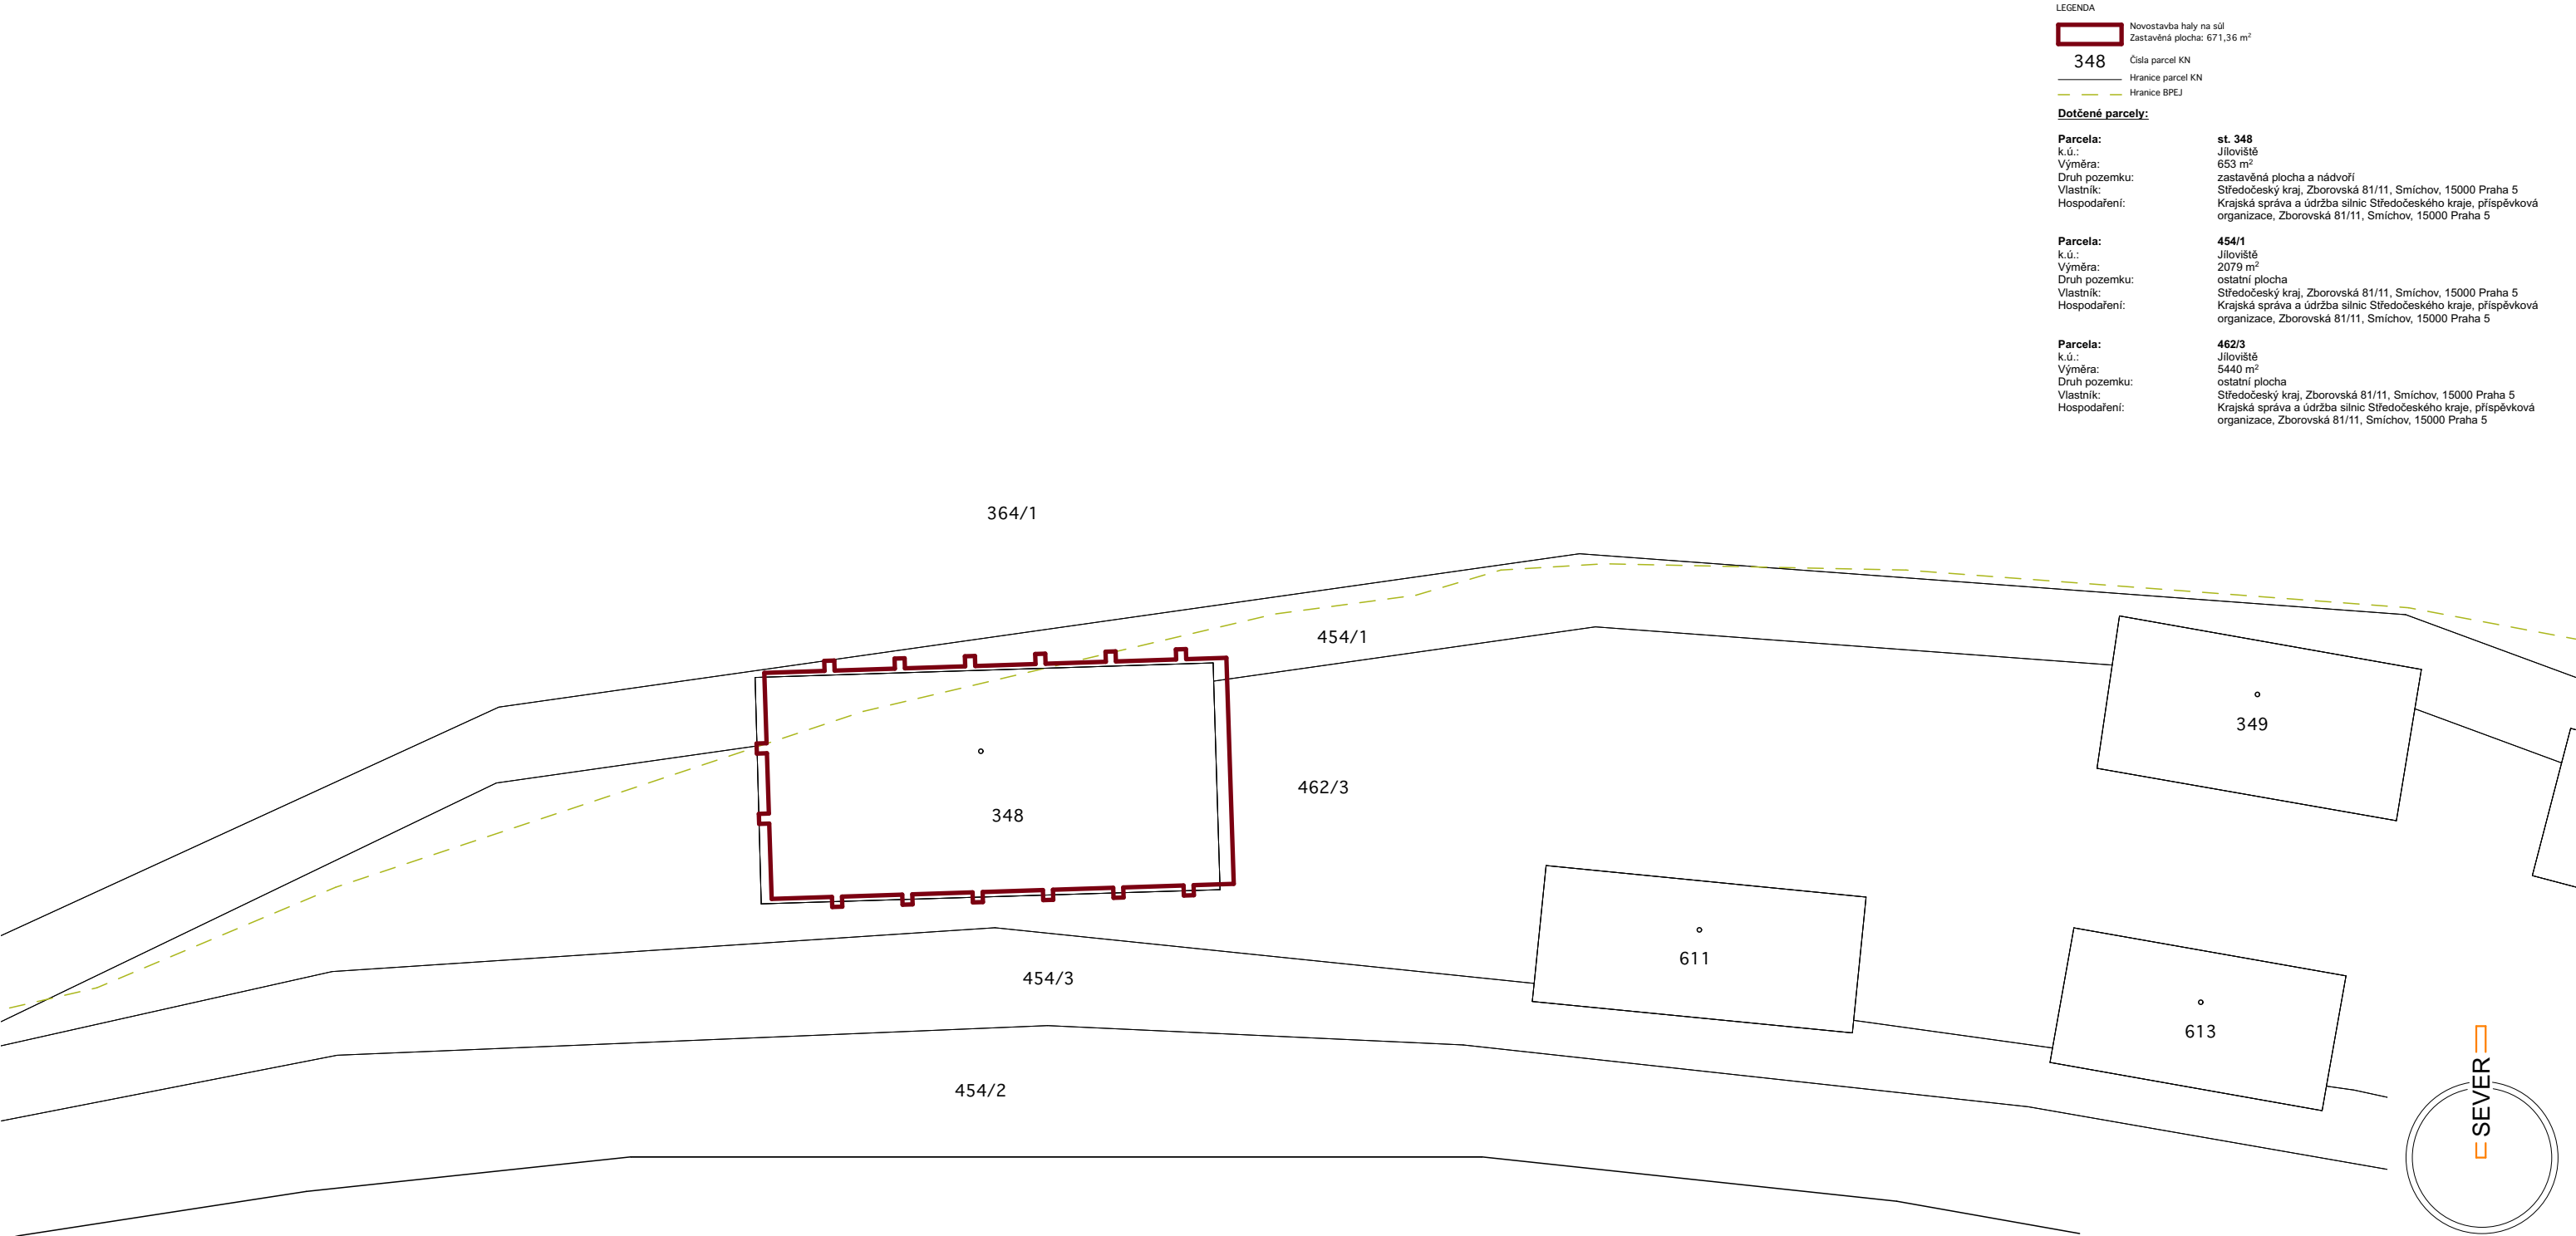 LEGENDA
Novostavba haly na sůl
Zastavěná plocha: 671,36 m²
348 Čísla parcel KN
Hranice parcel KN
Hranice BPEJ
Dotčené parcely:
Parcela: st. 348
k.ú.: Jíloviště
Výměra: 653 m²
Druh pozemku: zastavěná plocha a nádvoří
Vlastník: Středočeský kraj, Zborovská 81/11, Smíchov, 15000 Praha 5
Hospodaření: Krajská správa a údržba silnic Středočeského kraje, příspěvková
organizace, Zborovská 81/11, Smíchov, 15000 Praha 5
Parcela: 454/1
k.ú.: Jíloviště
Výměra: 2079 m²
Druh pozemku: ostatní plocha
Vlastník: Středočeský kraj, Zborovská 81/11, Smíchov, 15000 Praha 5
Hospodaření: Krajská správa a údržba silnic Středočeského kraje, příspěvková
organizace, Zborovská 81/11, Smíchov, 15000 Praha 5
Parcela: 462/3
k.ú.: Jíloviště
Výměra: 5440 m²
Druh pozemku: ostatní plocha
Vlastník: Středočeský kraj, Zborovská 81/11, Smíchov, 15000 Praha 5
Hospodaření: Krajská správa a údržba silnic Středočeského kraje, příspěvková
organizace, Zborovská 81/11, Smíchov, 15000 Praha 5
364/1
454/1
349
462/3
348
611
454/3
613
454/2
SEVER